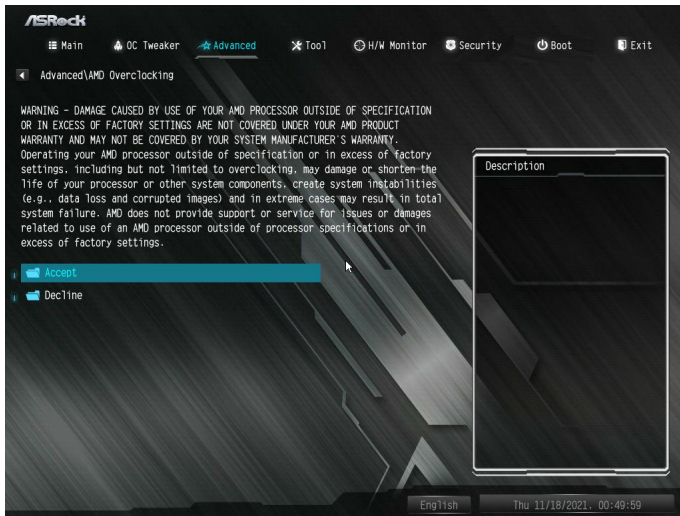 ASRock
Main OC Tweaker Advanced Tool H/W Monitor Security Boot Exit
Advanced\AMD Overclocking
WARNING - DAMAGE CAUSED BY USE OF YOUR AMD PROCESSOR OUTSIDE OF SPECIFICATION
OR IN EXCESS OF FACTORY SETTINGS ARE NOT COVERED UNDER YOUR AMD PRODUCT
WARRANTY AND MAY NOT BE COVERED BY YOUR SYSTEM MANUFACTURER'S WARRANTY.
Operating your AMD processor outside of specification or in excess of factory
settings, including but not limited to overclocking, may damage or shorten the
life of your processor or other system components, create system instabilities
(e.g., data loss and corrupted images) and in extreme cases may result in total
system failure. AMD does not provide support or service for issues or damages
related to use of an AMD processor outside of processor specifications or in
excess of factory settings.
Accept
Decline
Description
English
Thu 11/18/2021, 00:49:59